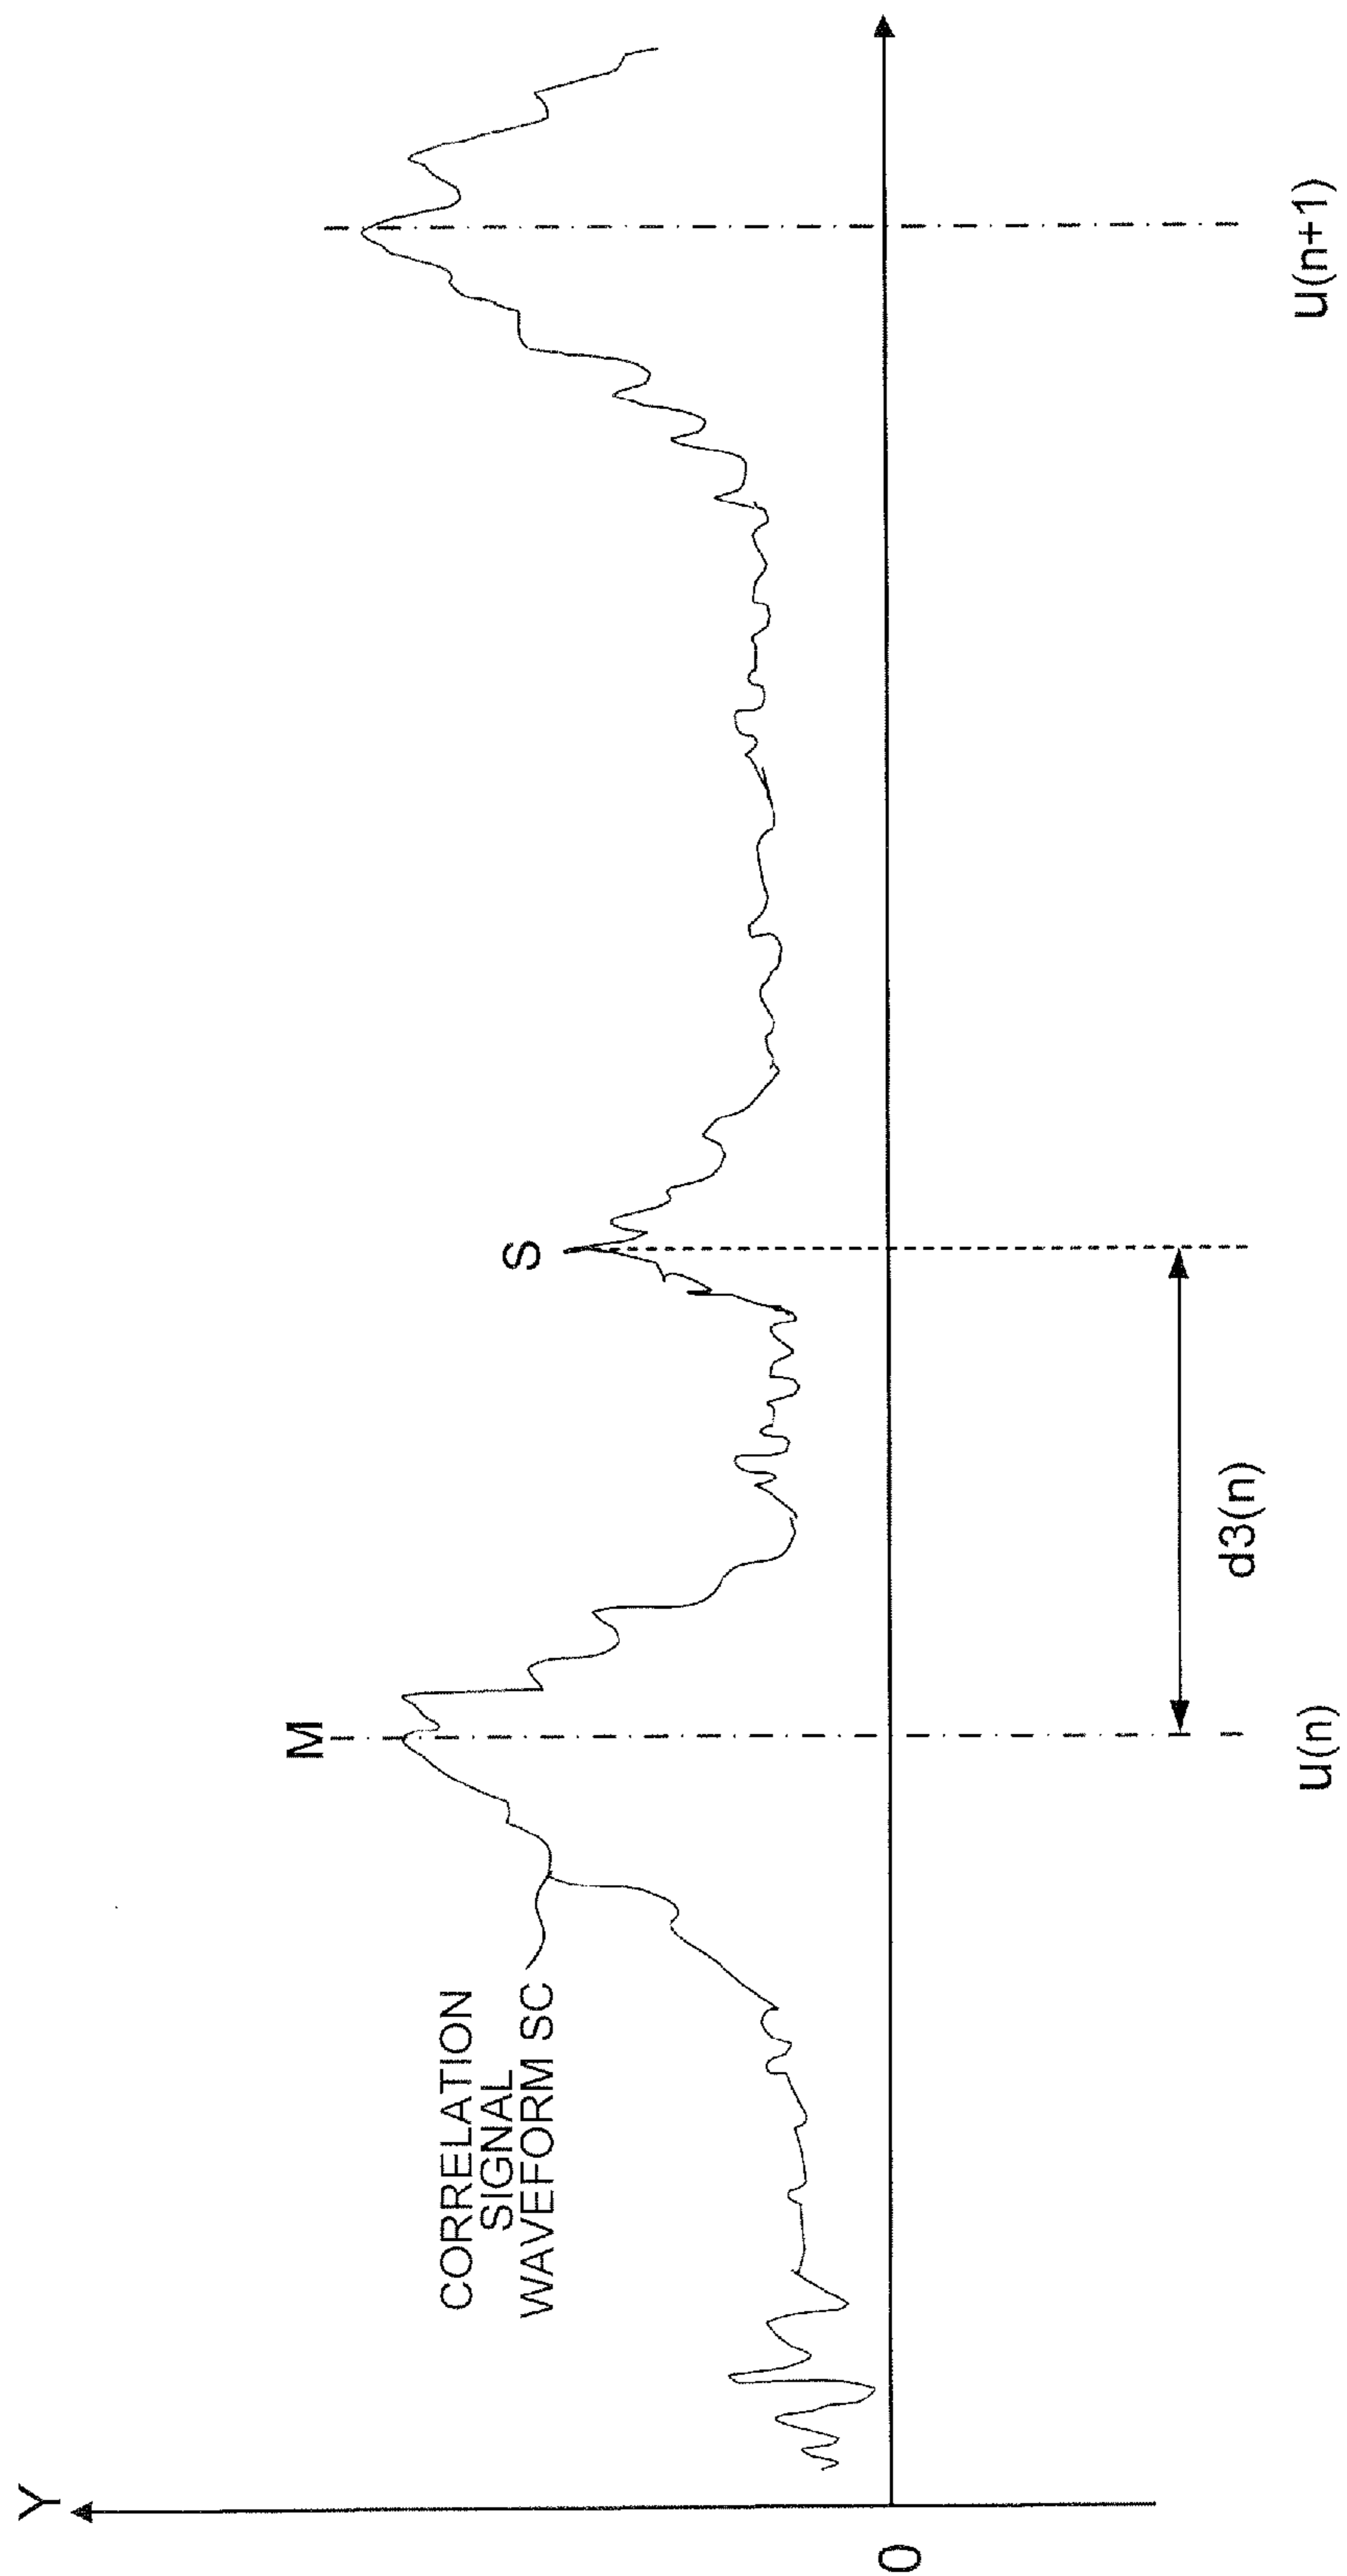 Y
CORRELATION
SIGNAL
WAVEFORM SC
M
S
0
d3(n)
u(n)
u(n+1)